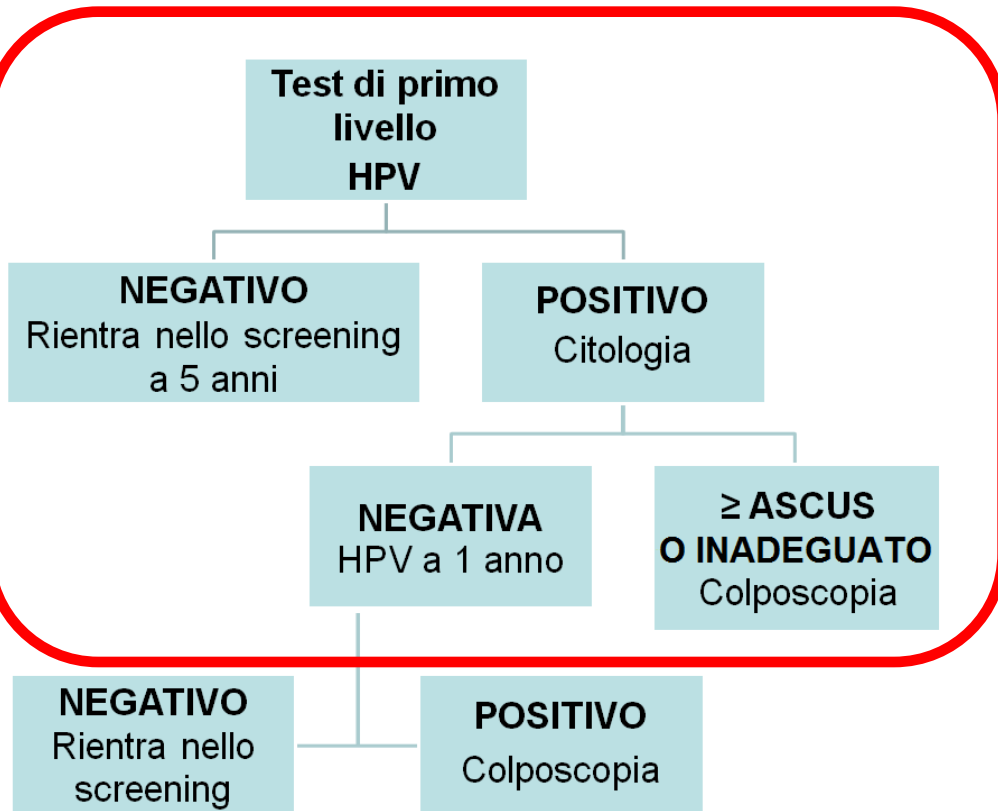 Test di primo
livello
HPV
NEGATIVO
Rientra nello screening
a 5 anni
POSITIVO
Citologia
NEGATIVA
HPV a 1 anno
≥ ASCUS
O INADEGUATO
Colposcopia
NEGATIVO
Rientra nello
screening
POSITIVO
Colposcopia